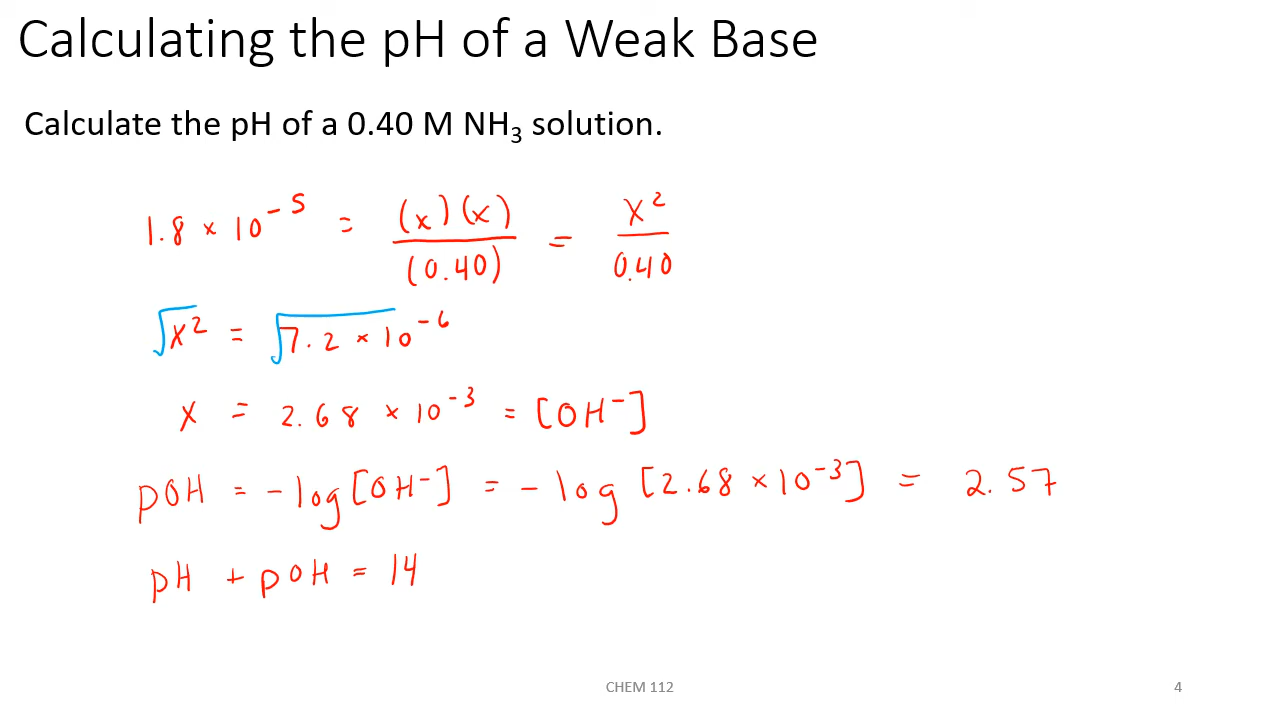 Calculating the pH of a Weak Base
Calculate the pH of a 0.40 M NH₃ solution.
1.8 × 10⁻⁵ = (x)(x) / (0.40) = x² / 0.40
√x² = √7.2 × 10⁻⁶
x = 2.68 × 10⁻³ = [OH⁻]
pOH = -log[OH⁻] = -log [2.68 × 10⁻³] = 2.57
pH + pOH = 14
CHEM 112
4